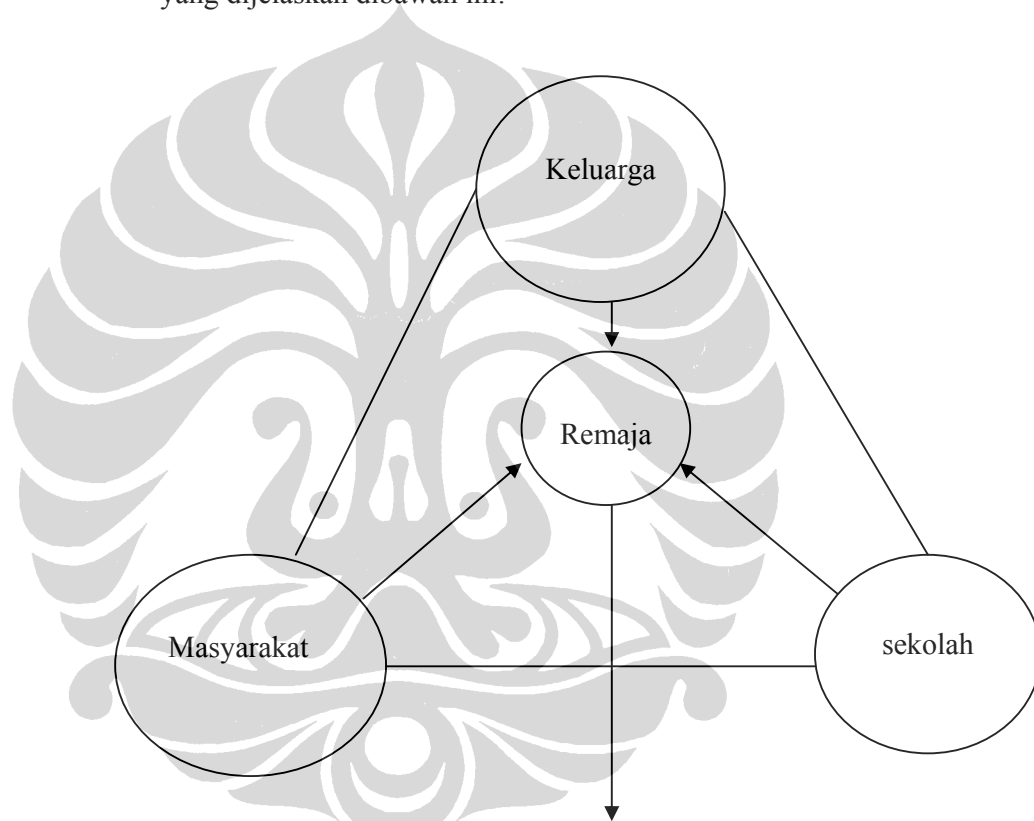 yang dijelaskan dibawah ini:
Keluarga
Remaja
Masyarakat
sekolah